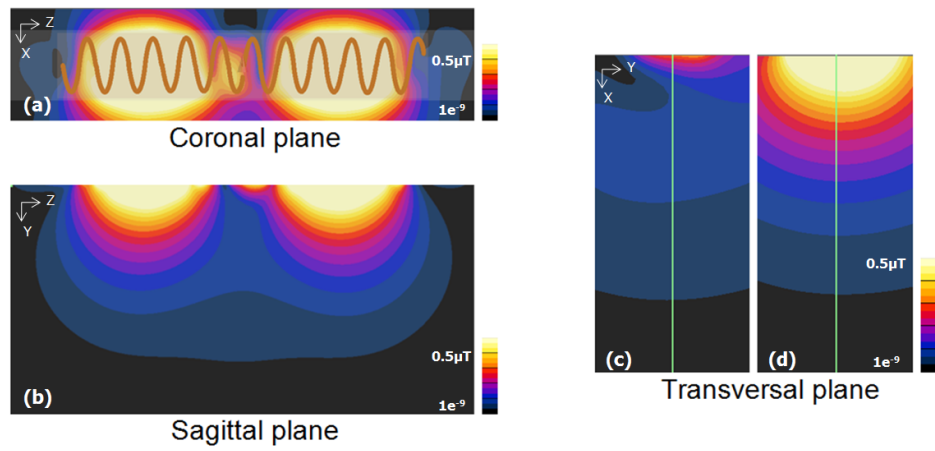 Z
X
0.5μT
(a)
1e⁻⁹
Coronal plane
Z
Y
0.5μT
(b)
1e⁻⁹
Sagittal plane
Y
X
0.5μT
(c)
(d)
1e⁻⁹
Transversal plane